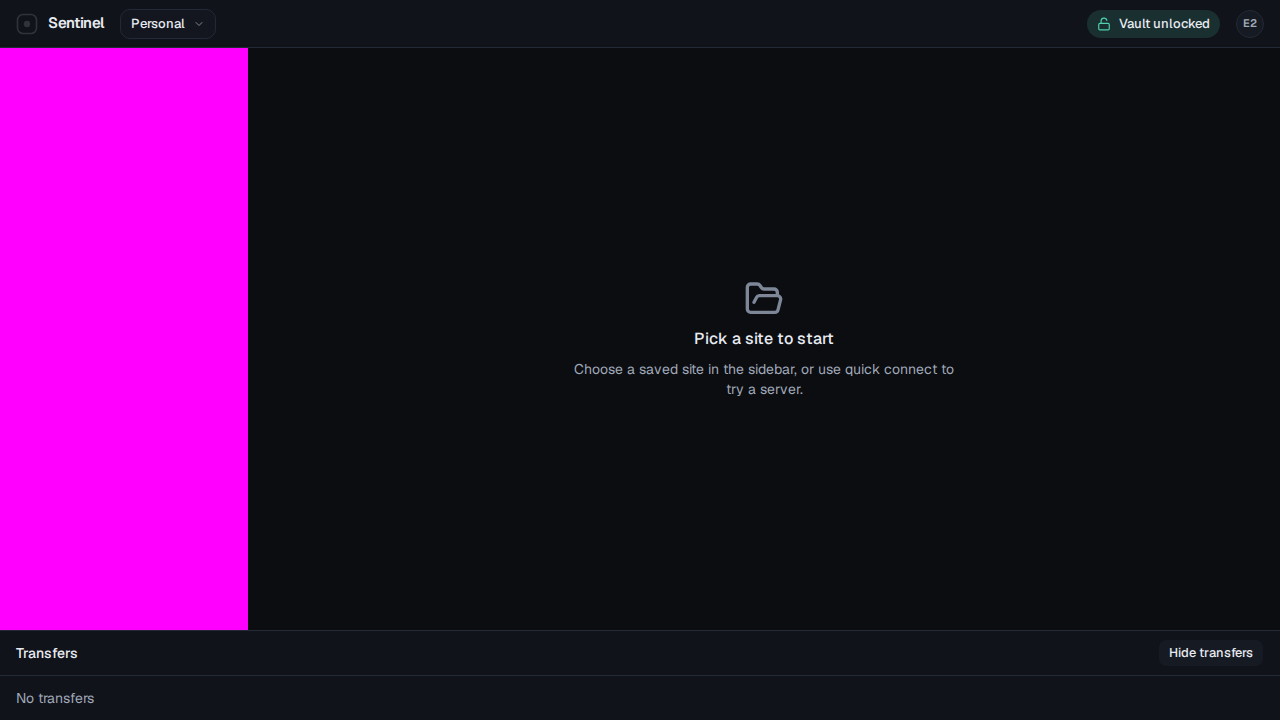 Sentinel
Personal
Vault unlocked
E2
Pick a site to start
Choose a saved site in the sidebar, or use quick connect to
try a server.
Transfers
Hide transfers
No transfers